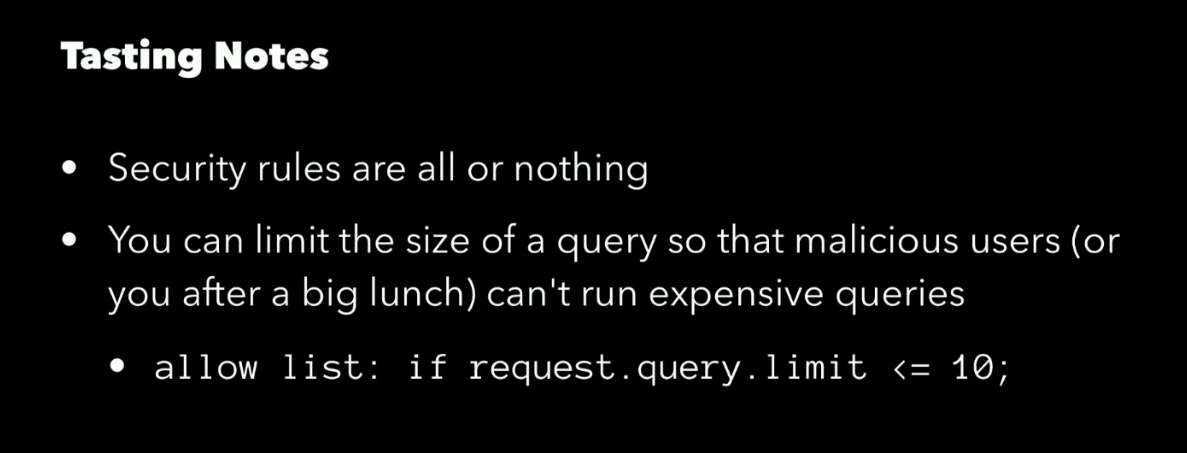 Tasting Notes
• Security rules are all or nothing
• You can limit the size of a query so that malicious users (or
you after a big lunch) can't run expensive queries
• allow list: if request.query.limit <= 10;